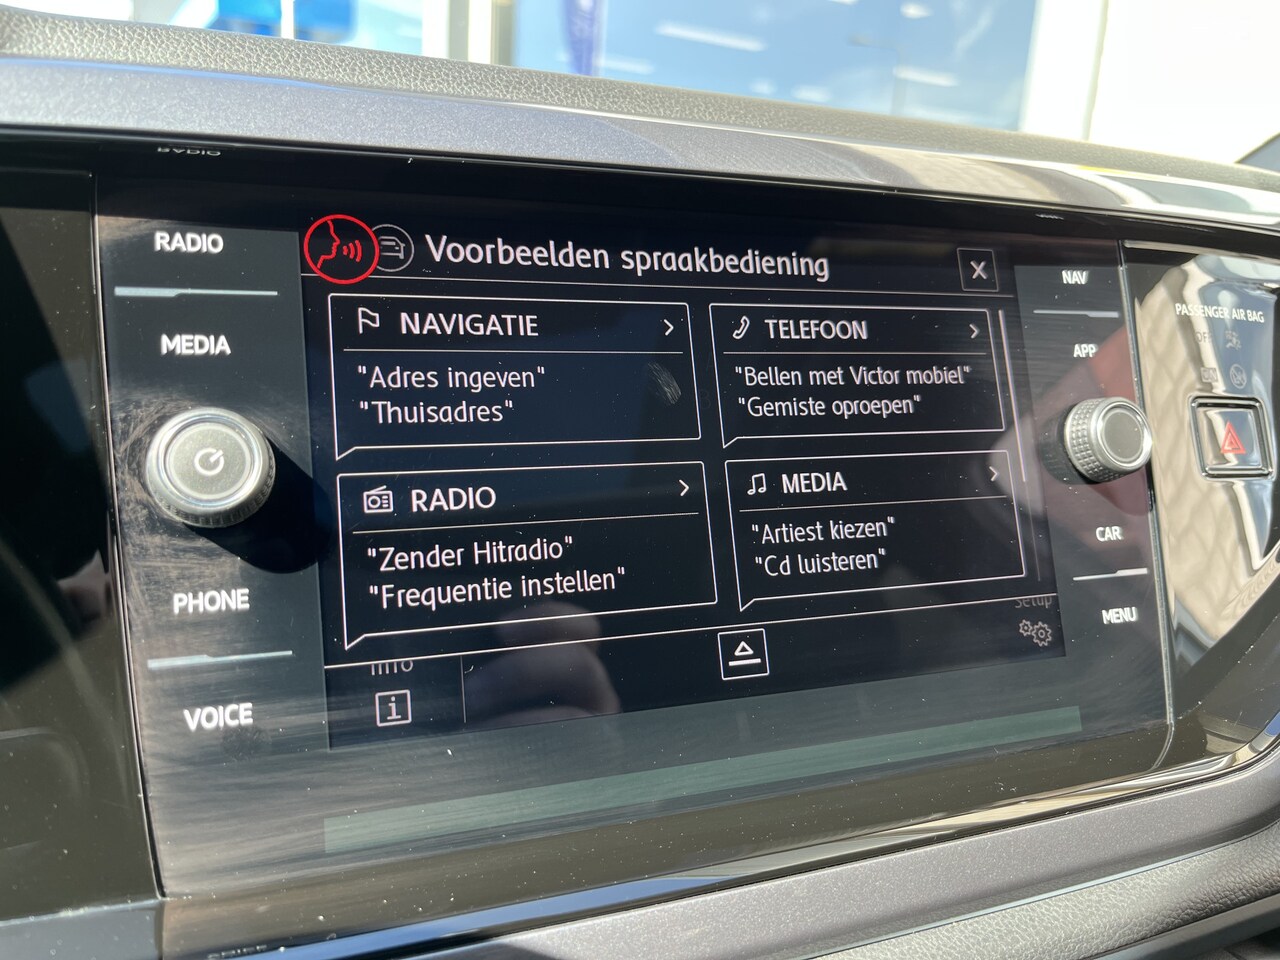 RADIO
MEDIA
PHONE
VOICE
Voorbeelden spraakbediening
X
NAVIGATIE
"Adres ingeven"
"Thuisadres"
TELEFOON
"Bellen met Victor mobiel"
"Gemiste oproepen"
RADIO
"Zender Hitradio"
"Frequentie instellen"
MEDIA
"Artiest kiezen"
"Cd luisteren"
Info
Setup
NAV
APP
CAR
MENU
PASSENGER AIR BAG